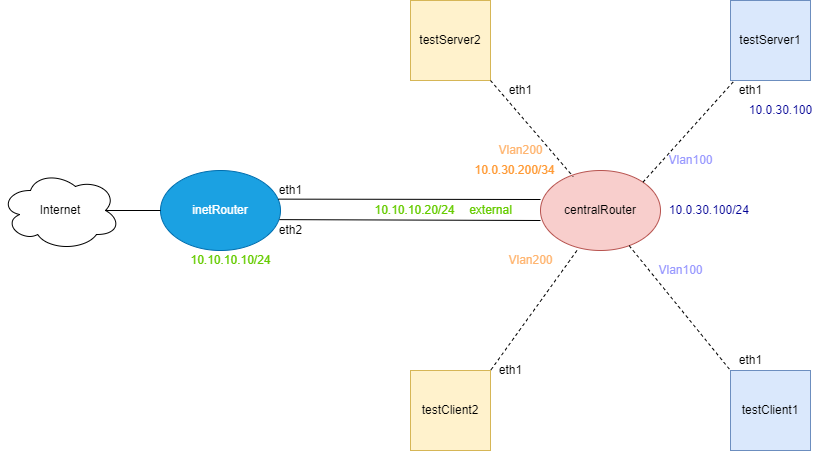 testServer2
testServer1
eth1
eth1
10.0.30.100
Vlan200
Vlan100
10.0.30.200/34
eth1
Internet
inetRouter
10.10.10.20/24 external
centralRouter
10.0.30.100/24
eth2
10.10.10.10/24
Vlan200
Vlan100
eth1
eth1
testClient2
testClient1